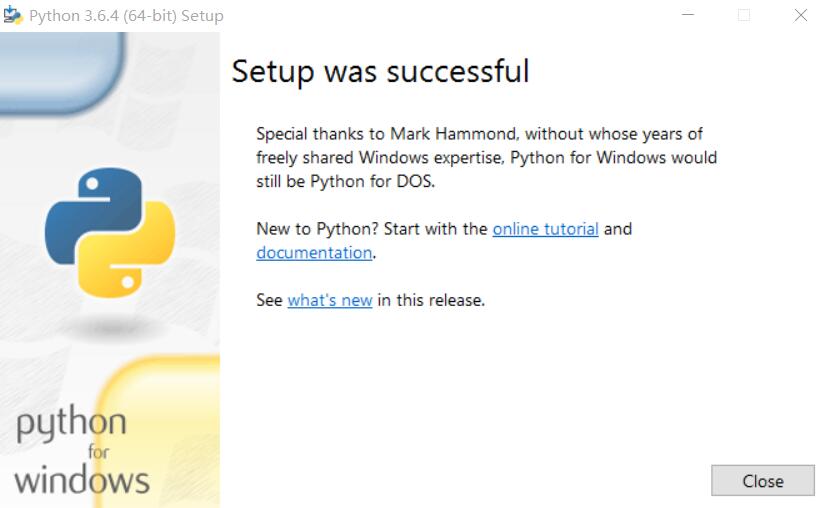 Python 3.6.4 (64-bit) Setup
Setup was successful
Special thanks to Mark Hammond, without whose years of
freely shared Windows expertise, Python for Windows would
still be Python for DOS.
New to Python? Start with the online tutorial and
documentation.
See what's new in this release.
python
for
windows
Close